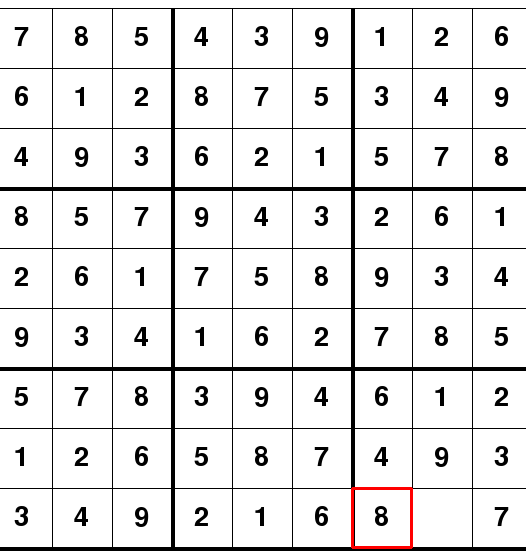 7 8 5 4 3 9 1 2 6
6 1 2 8 7 5 3 4 9
4 9 3 6 2 1 5 7 8
8 5 7 9 4 3 2 6 1
2 6 1 7 5 8 9 3 4
9 3 4 1 6 2 7 8 5
5 7 8 3 9 4 6 1 2
1 2 6 5 8 7 4 9 3
3 4 9 2 1 6 8 7